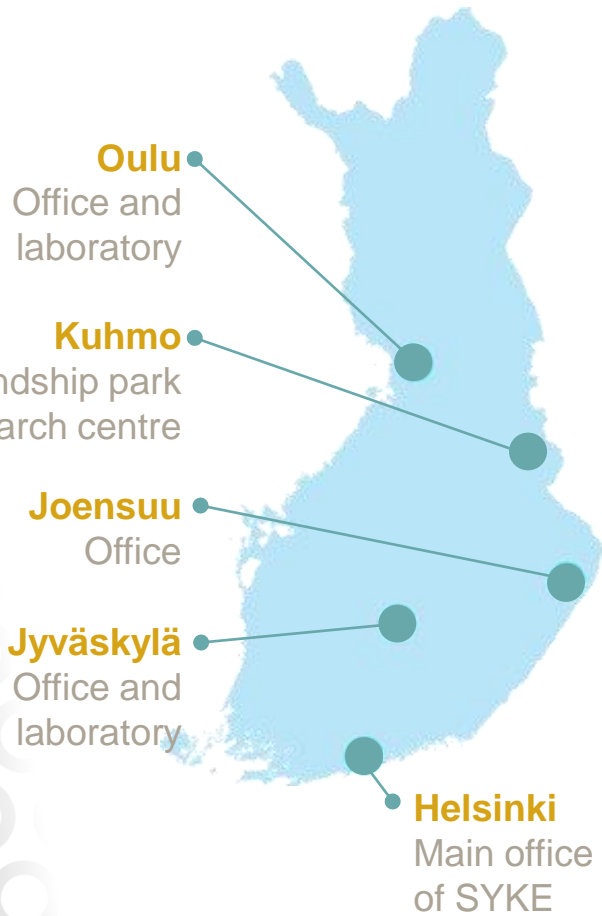 Oulu
Office and
laboratory
Kuhmo
ndship park
arch centre
Joensuu
Office
Jyväskylä
Office and
laboratory
Helsinki
Main office
of SYKE